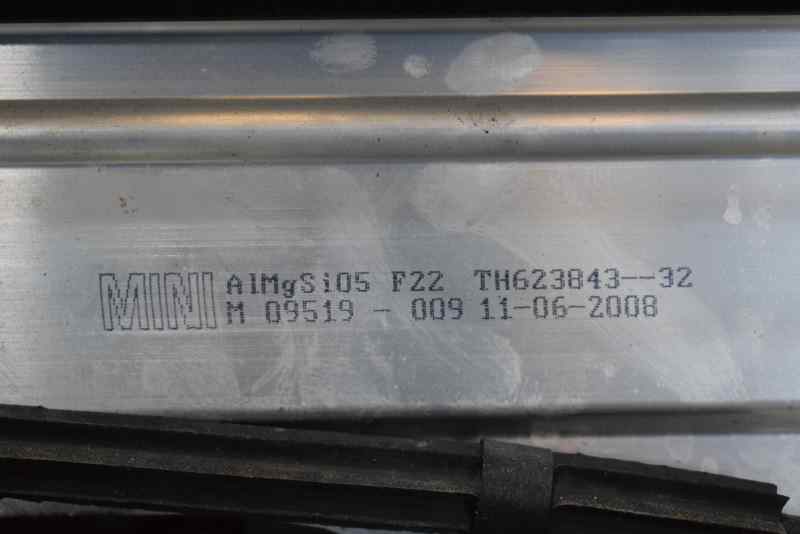 MINI AlMgSi05 F22 TH623843--32
M 09519 - 009 11-06-2008